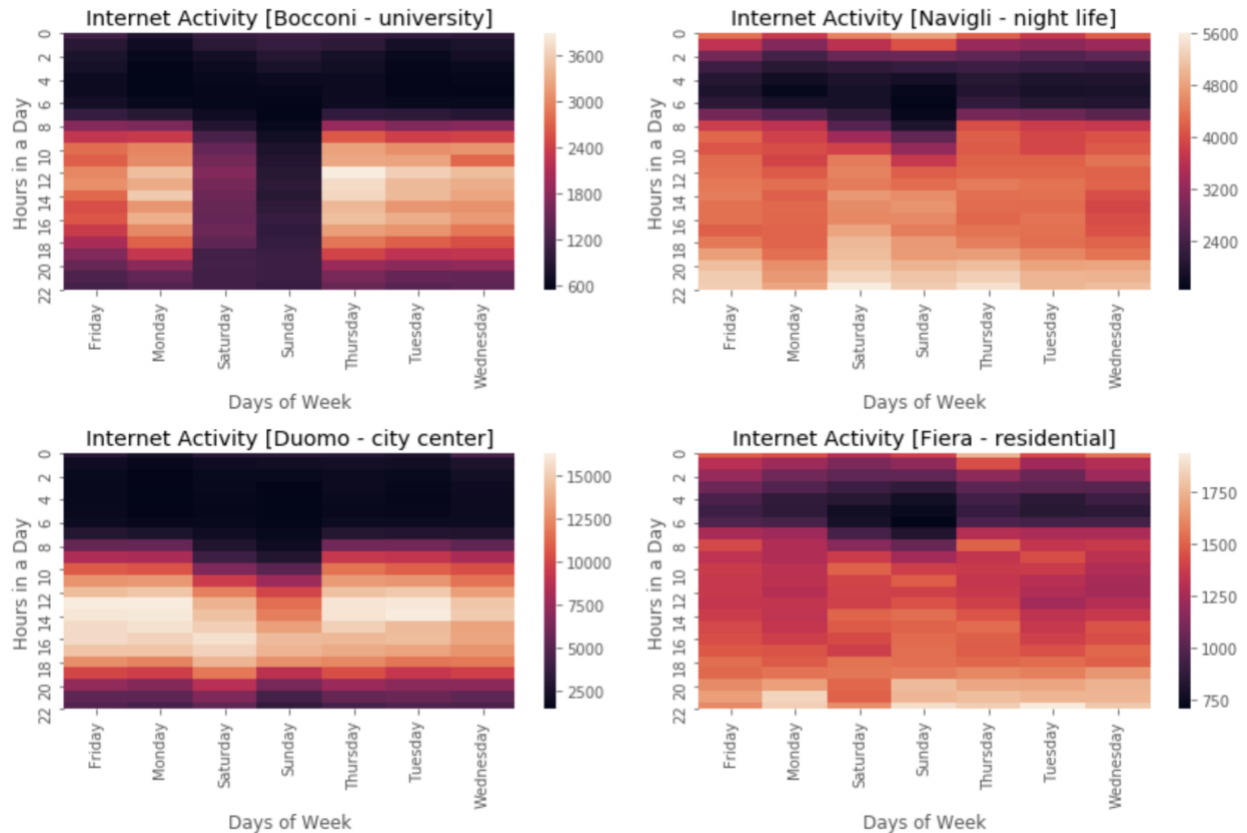 Internet Activity [Bocconi - university]
Hours in a Day
0
2
4
6
8
10
12
14
16
18
20
22
Friday
Monday
Saturday
Sunday
Thursday
Tuesday
Wednesday
Days of Week
3600
3000
2400
1800
1200
600
Internet Activity [Navigli - night life]
Hours in a Day
0
2
4
6
8
10
12
14
16
18
20
22
Friday
Monday
Saturday
Sunday
Thursday
Tuesday
Wednesday
Days of Week
5600
4800
4000
3200
2400
Internet Activity [Duomo - city center]
Hours in a Day
0
2
4
6
8
10
12
14
16
18
20
22
Friday
Monday
Saturday
Sunday
Thursday
Tuesday
Wednesday
Days of Week
15000
12500
10000
7500
5000
2500
Internet Activity [Fiera - residential]
Hours in a Day
0
2
4
6
8
10
12
14
16
18
20
22
Friday
Monday
Saturday
Sunday
Thursday
Tuesday
Wednesday
Days of Week
1750
1500
1250
1000
750